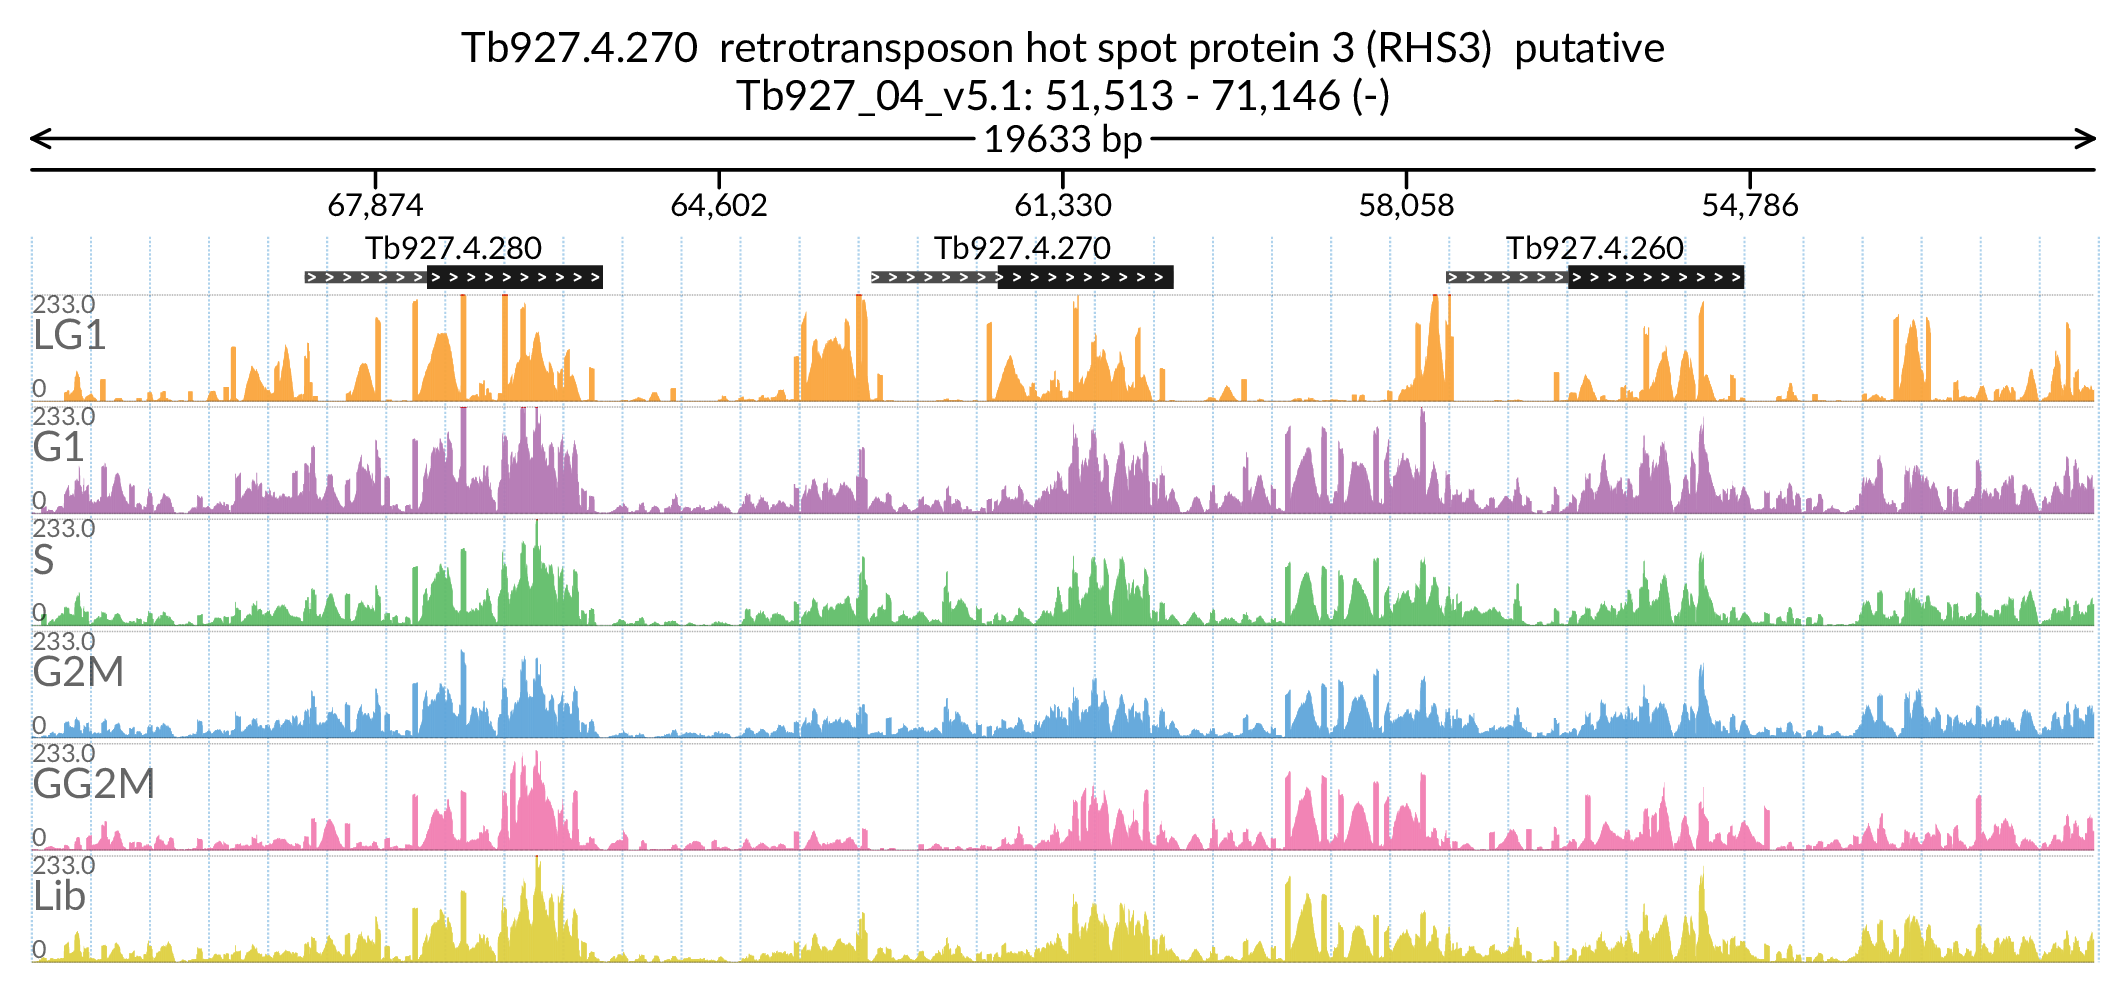 Tb927.4.270 retrotransposon hot spot protein 3 (RHS3) putative
Tb927_04_v5.1: 51,513 - 71,146 (-)
19633 bp
67,874 64,602 61,330 58,058 54,786
Tb927.4.280 Tb927.4.270 Tb927.4.260
233.0
LG1
0
233.0
G1
0
233.0
S
0
233.0
G2M
0
233.0
GG2M
0
233.0
Lib
0